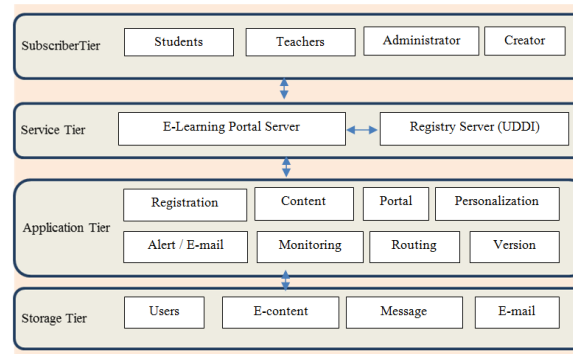 SubscriberTier
Students
Teachers
Administrator
Creator
Service Tier
E-Learning Portal Server
Registry Server (UDDI)
Application Tier
Registration
Content
Portal
Personalization
Alert / E-mail
Monitoring
Routing
Version
Storage Tier
Users
E-content
Message
E-mail